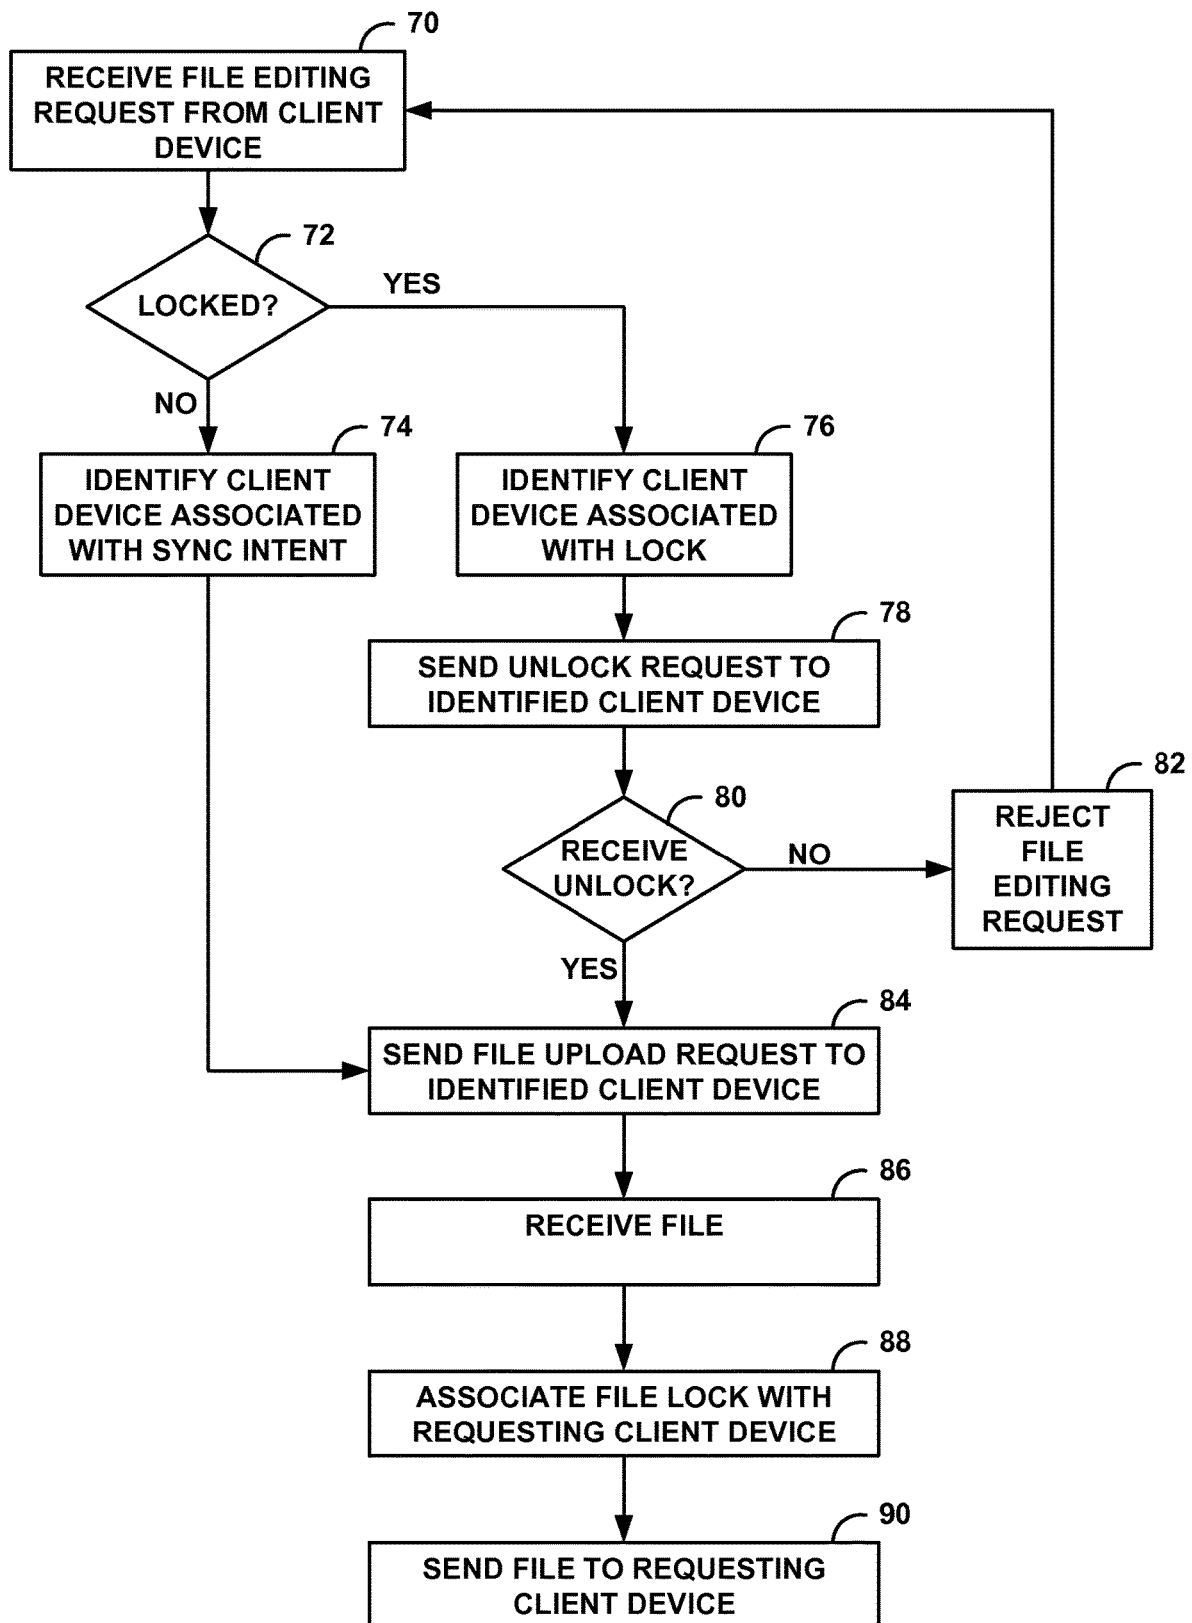 70
RECEIVE FILE EDITING
REQUEST FROM CLIENT
DEVICE
72
LOCKED?
YES
NO
74
IDENTIFY CLIENT
DEVICE ASSOCIATED
WITH SYNC INTENT
76
IDENTIFY CLIENT
DEVICE ASSOCIATED
WITH LOCK
78
SEND UNLOCK REQUEST TO
IDENTIFIED CLIENT DEVICE
80
RECEIVE
UNLOCK?
NO
82
REJECT
FILE
EDITING
REQUEST
YES
84
SEND FILE UPLOAD REQUEST TO
IDENTIFIED CLIENT DEVICE
86
RECEIVE FILE
88
ASSOCIATE FILE LOCK WITH
REQUESTING CLIENT DEVICE
90
SEND FILE TO REQUESTING
CLIENT DEVICE